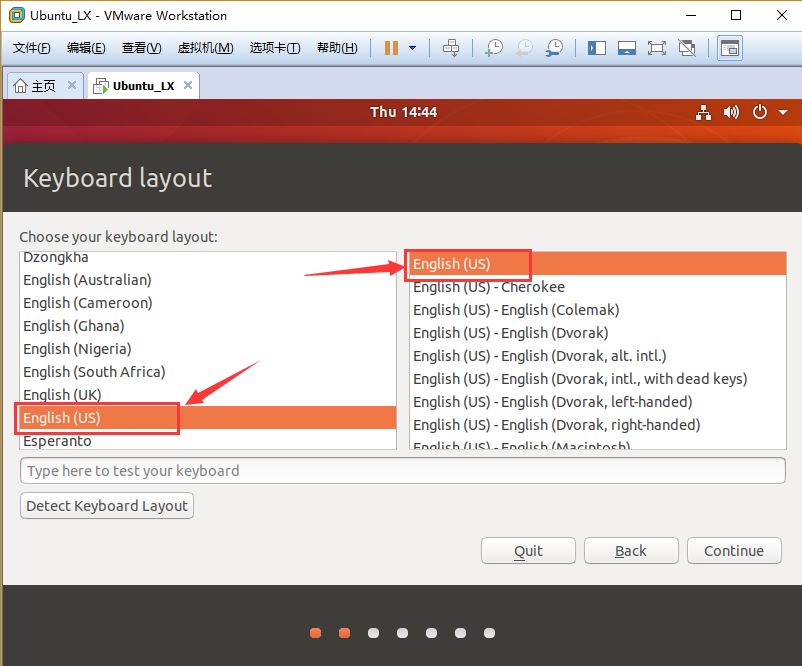 Ubuntu_LX - VMware Workstation
文件(F) 编辑(E) 查看(V) 虚拟机(M) 选项卡(T) 帮助(H)
主页 Ubuntu_LX
Thu 14:44
Keyboard layout
Choose your keyboard layout:
Dzongkha
English (Australian)
English (Cameroon)
English (Ghana)
English (Nigeria)
English (South Africa)
English (UK)
English (US)
Esperanto
English (US)
English (US) - Cherokee
English (US) - English (Colemak)
English (US) - English (Dvorak)
English (US) - English (Dvorak, alt. intl.)
English (US) - English (Dvorak, intl., with dead keys)
English (US) - English (Dvorak, left-handed)
English (US) - English (Dvorak, right-handed)
English (US) - English (Macintosh)
Type here to test your keyboard
Detect Keyboard Layout
Quit Back Continue